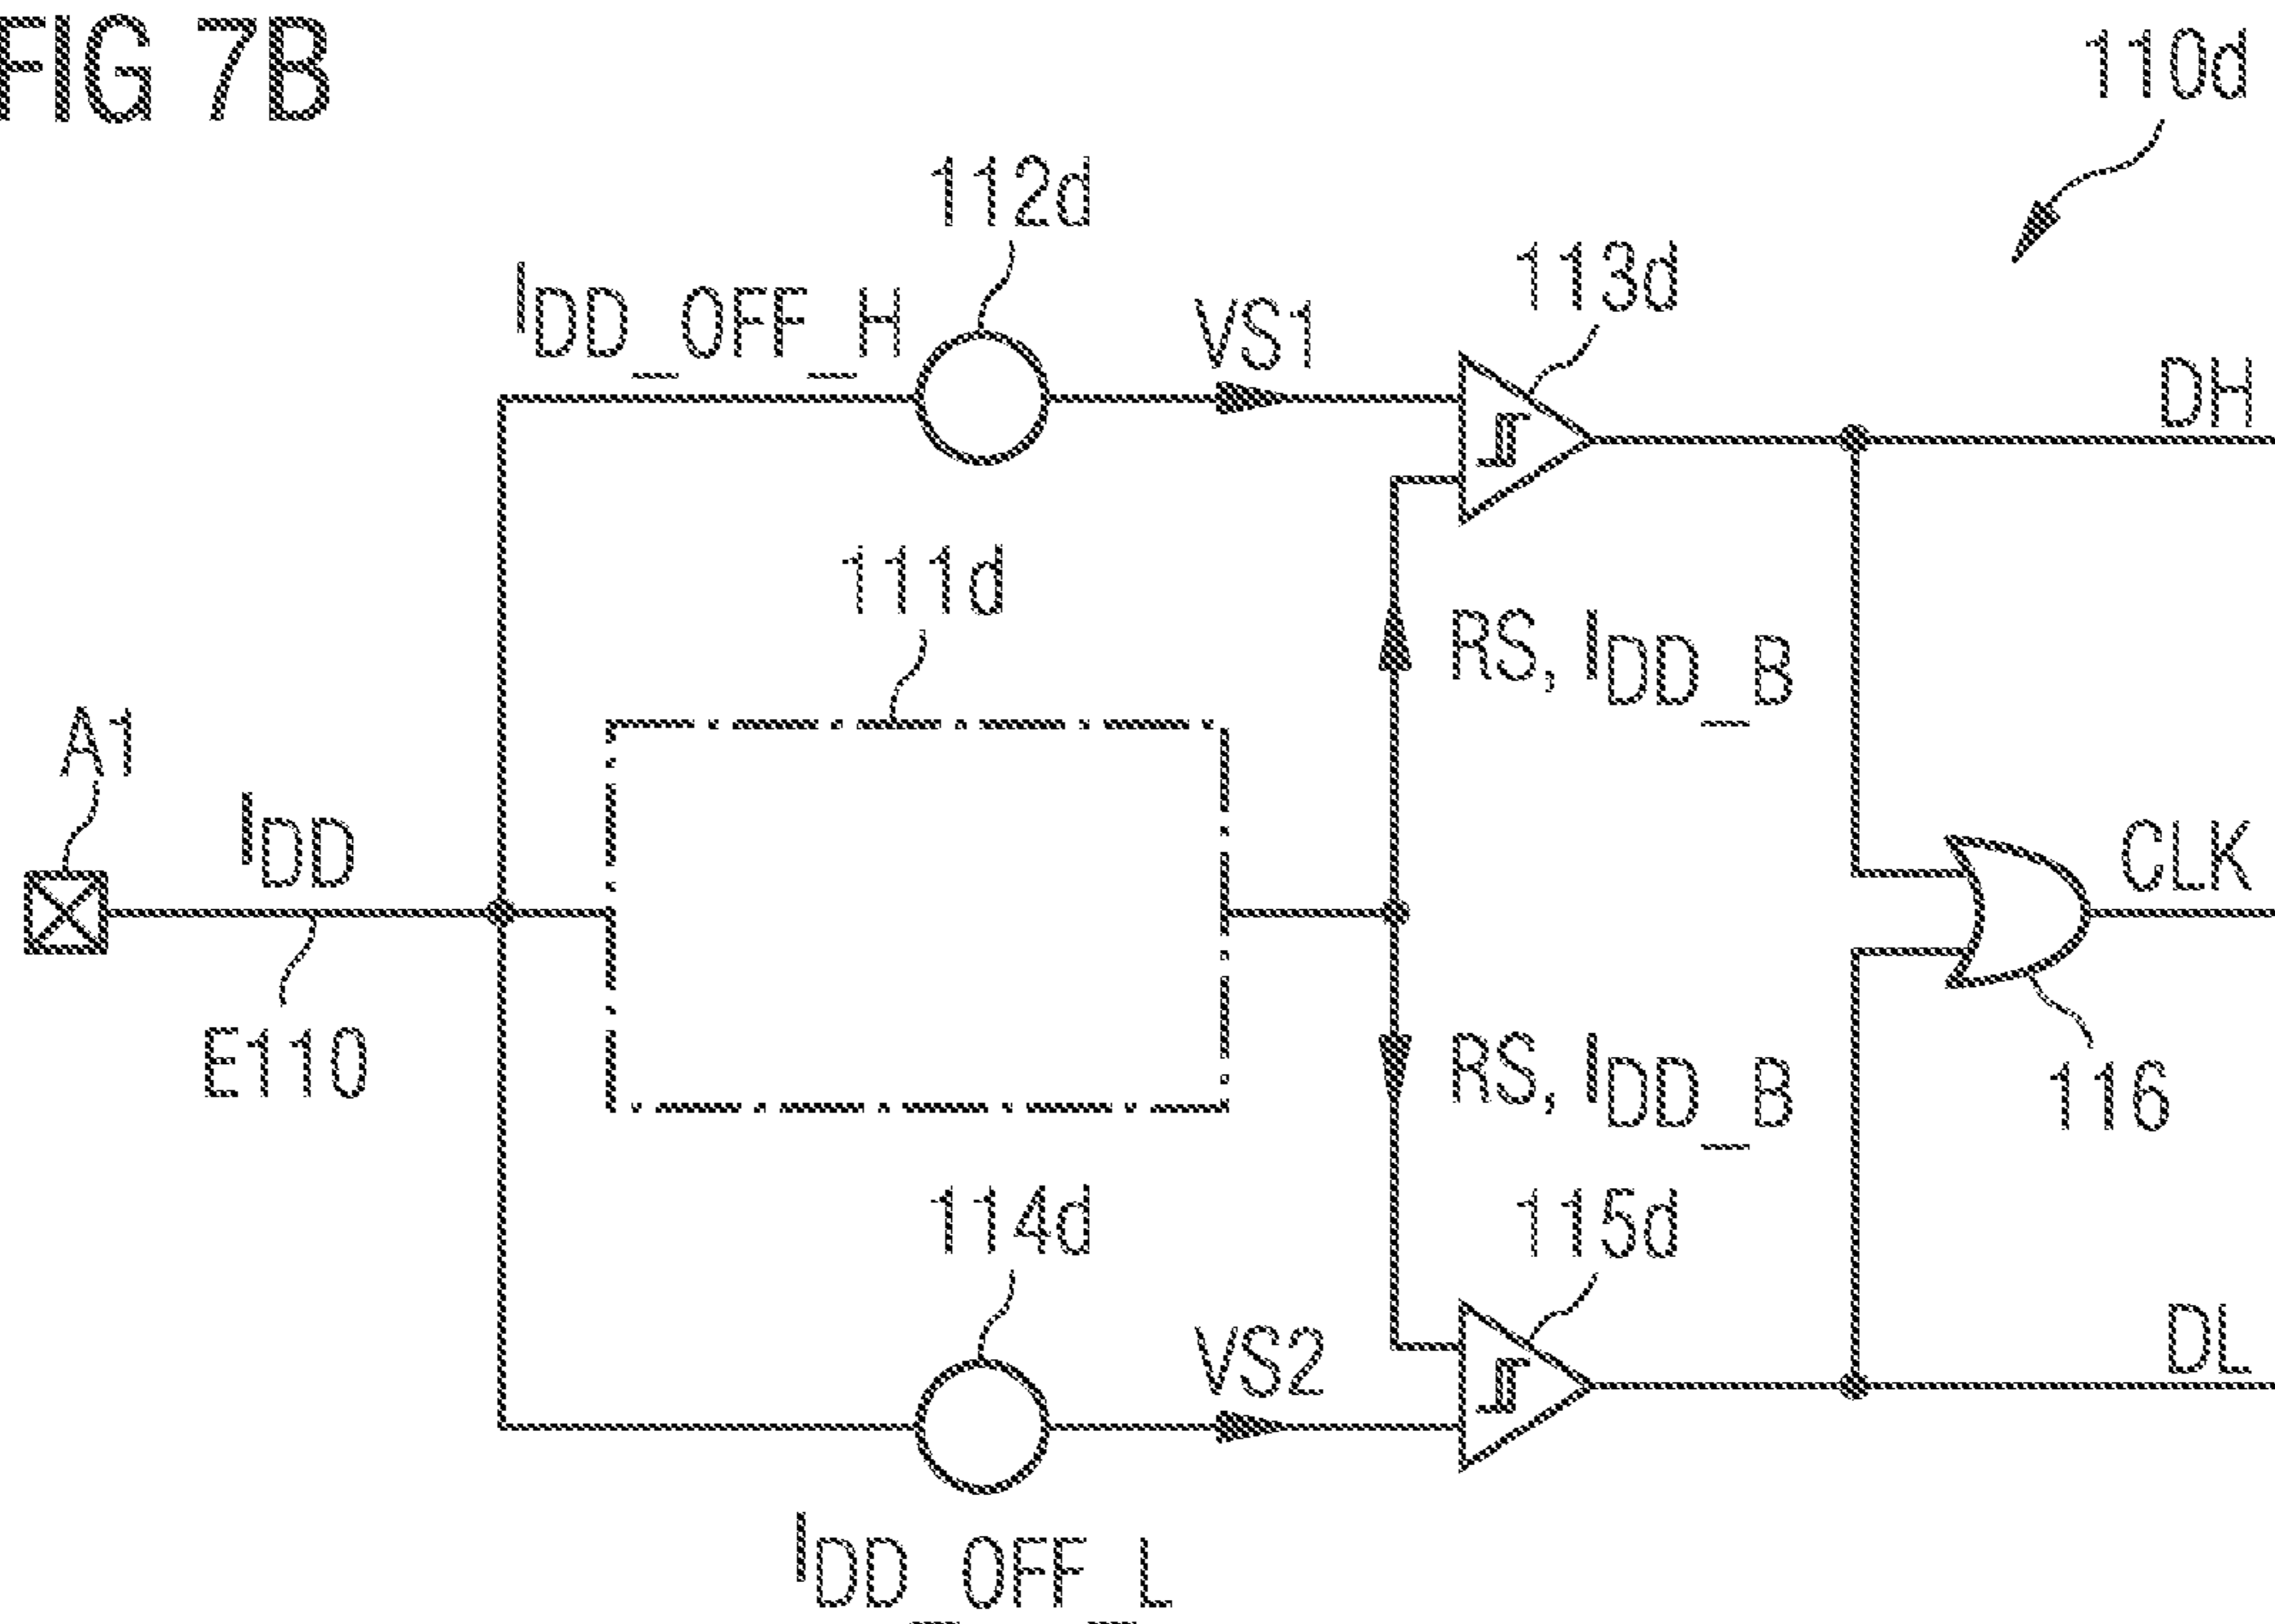 FIG 7B
110d
112d
113d
IDD_OFF_H
VS1
DH
111d
RS, IDD_B
A1
IDD
CLK
E110
RS, IDD_B
116
114d
115d
VS2
DL
IDD_OFF_L